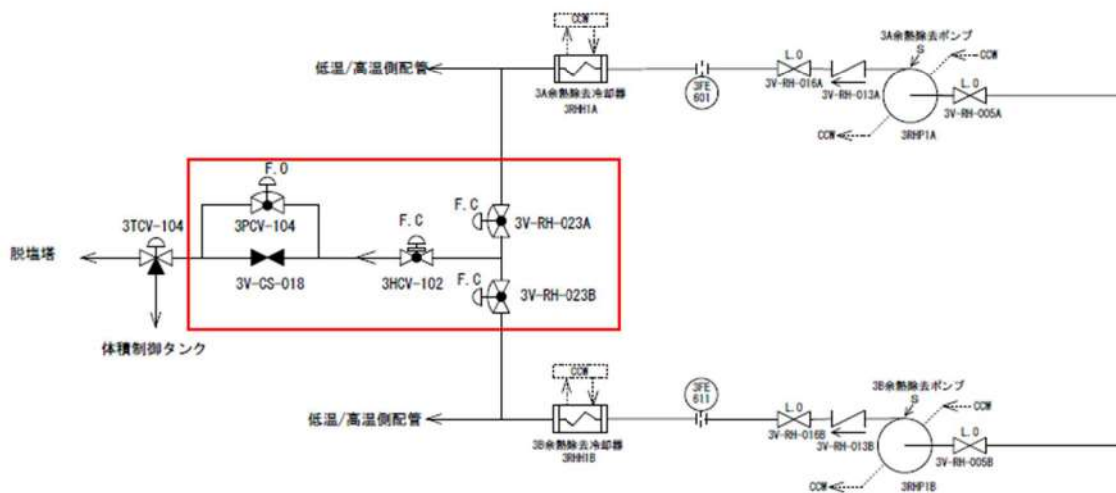 CCW
3A余熱除去ポンプ
S
低温/高温側配管
L.O
CCW
3A余熱除去冷却器
3RHH1A
3FE
601
3V-RH-016A
3V-RH-013A
L.O
CCW
3RHP1A
3V-RH-005A
F.O
F.C
3V-RH-023A
3TCV-104
3PCV-104
F.C
脱塩塔
3V-CS-018
3HCV-102
F.C
3V-RH-023B
体積制御タンク
CCW
3FE
611
3B余熱除去ポンプ
S
低温/高温側配管
L.O
CCW
3B余熱除去冷却器
3RHH1B
3V-RH-016B
3V-RH-013B
L.O
3V-RH-005B
CCW
3RHP1B